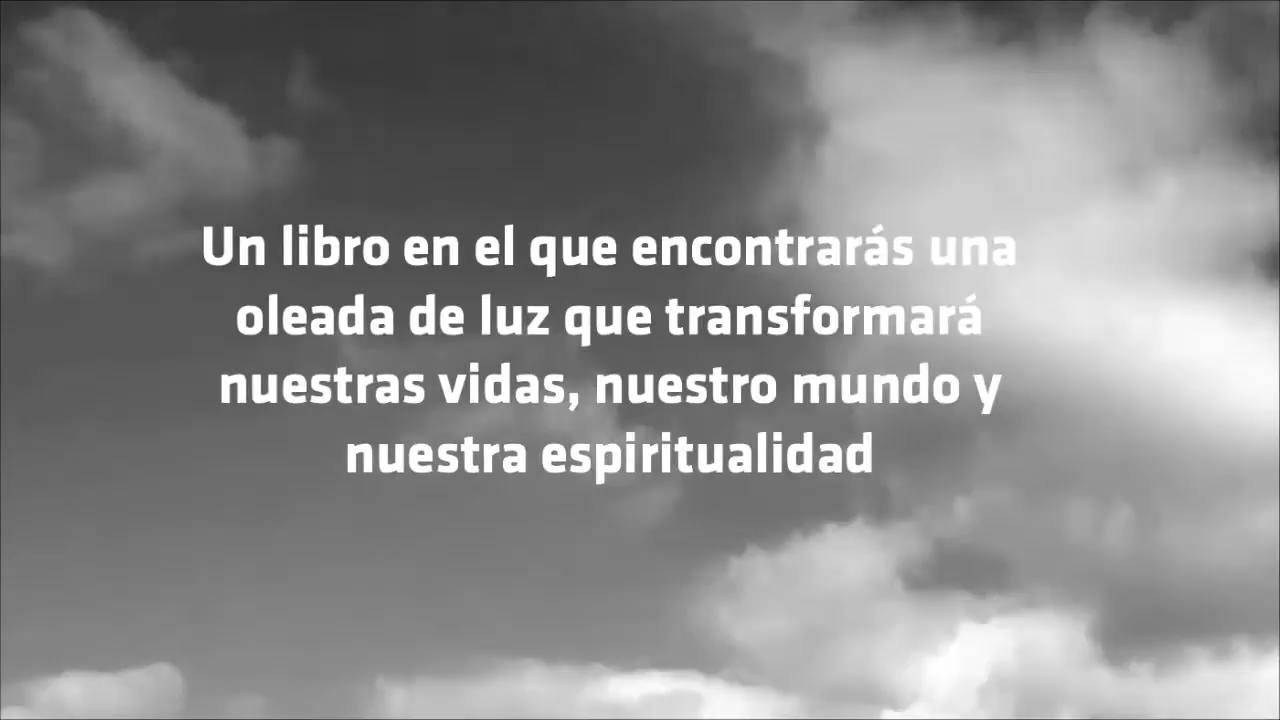 Un libro en el que encontrarás una
oleada de luz que transformará
nuestras vidas, nuestro mundo y
nuestra espiritualidad